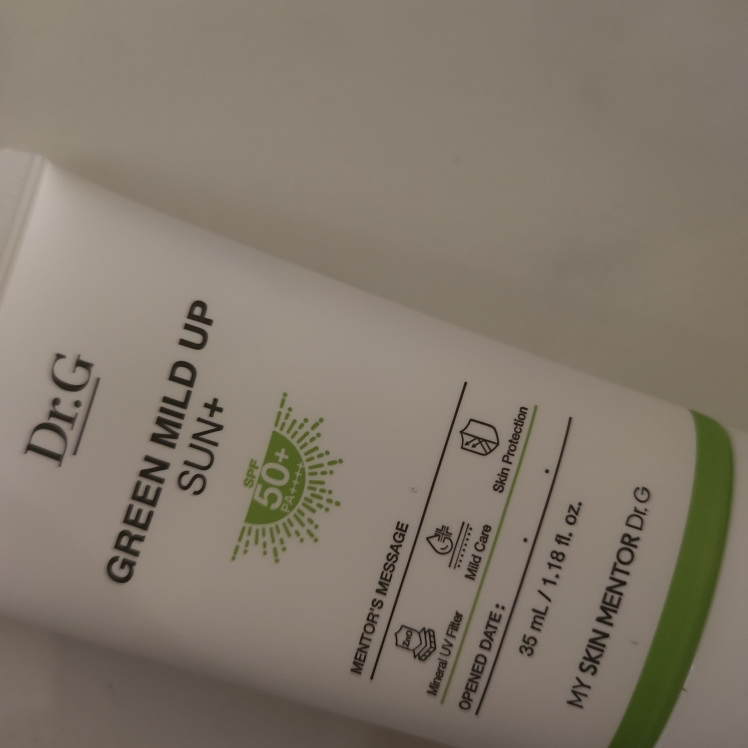 Dr.G
GREEN MILD UP
SUN+
SPF
50+
PA++++
MENTOR'S MESSAGE
ZnO
Mineral UV Filter
Mild Care
Skin Protection
OPENED DATE: . .
35 mL / 1.18 fl. oz.
MY SKIN MENTOR Dr.G